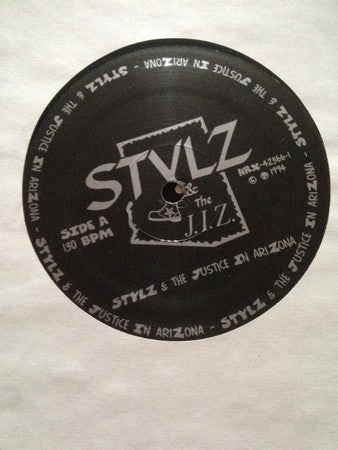 STYLZ
& The
J.I.Z.
SIDE A
130 BPM
NRX-42366-1
© ℗ 1994
STYLZ & THE JUSTICE IN ARIZONA
STYLZ & THE JUSTICE IN ARIZONA - STYLZ & THE JUSTICE IN ARIZONA - STYLZ & THE JUSTICE IN ARIZONA -